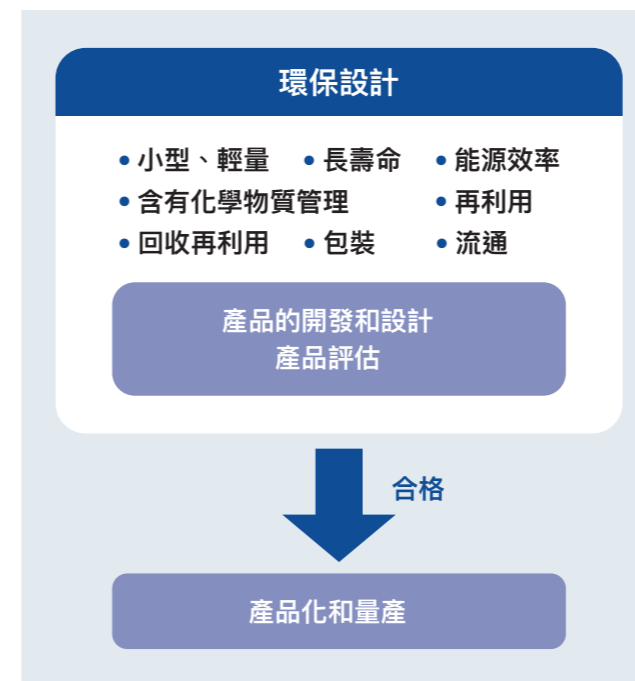 環保設計
• 小型、輕量 • 長壽命 • 能源效率
• 含有化學物質管理 • 再利用
• 回收再利用 • 包裝 • 流通
產品的開發和設計
產品評估
合格
產品化和量產